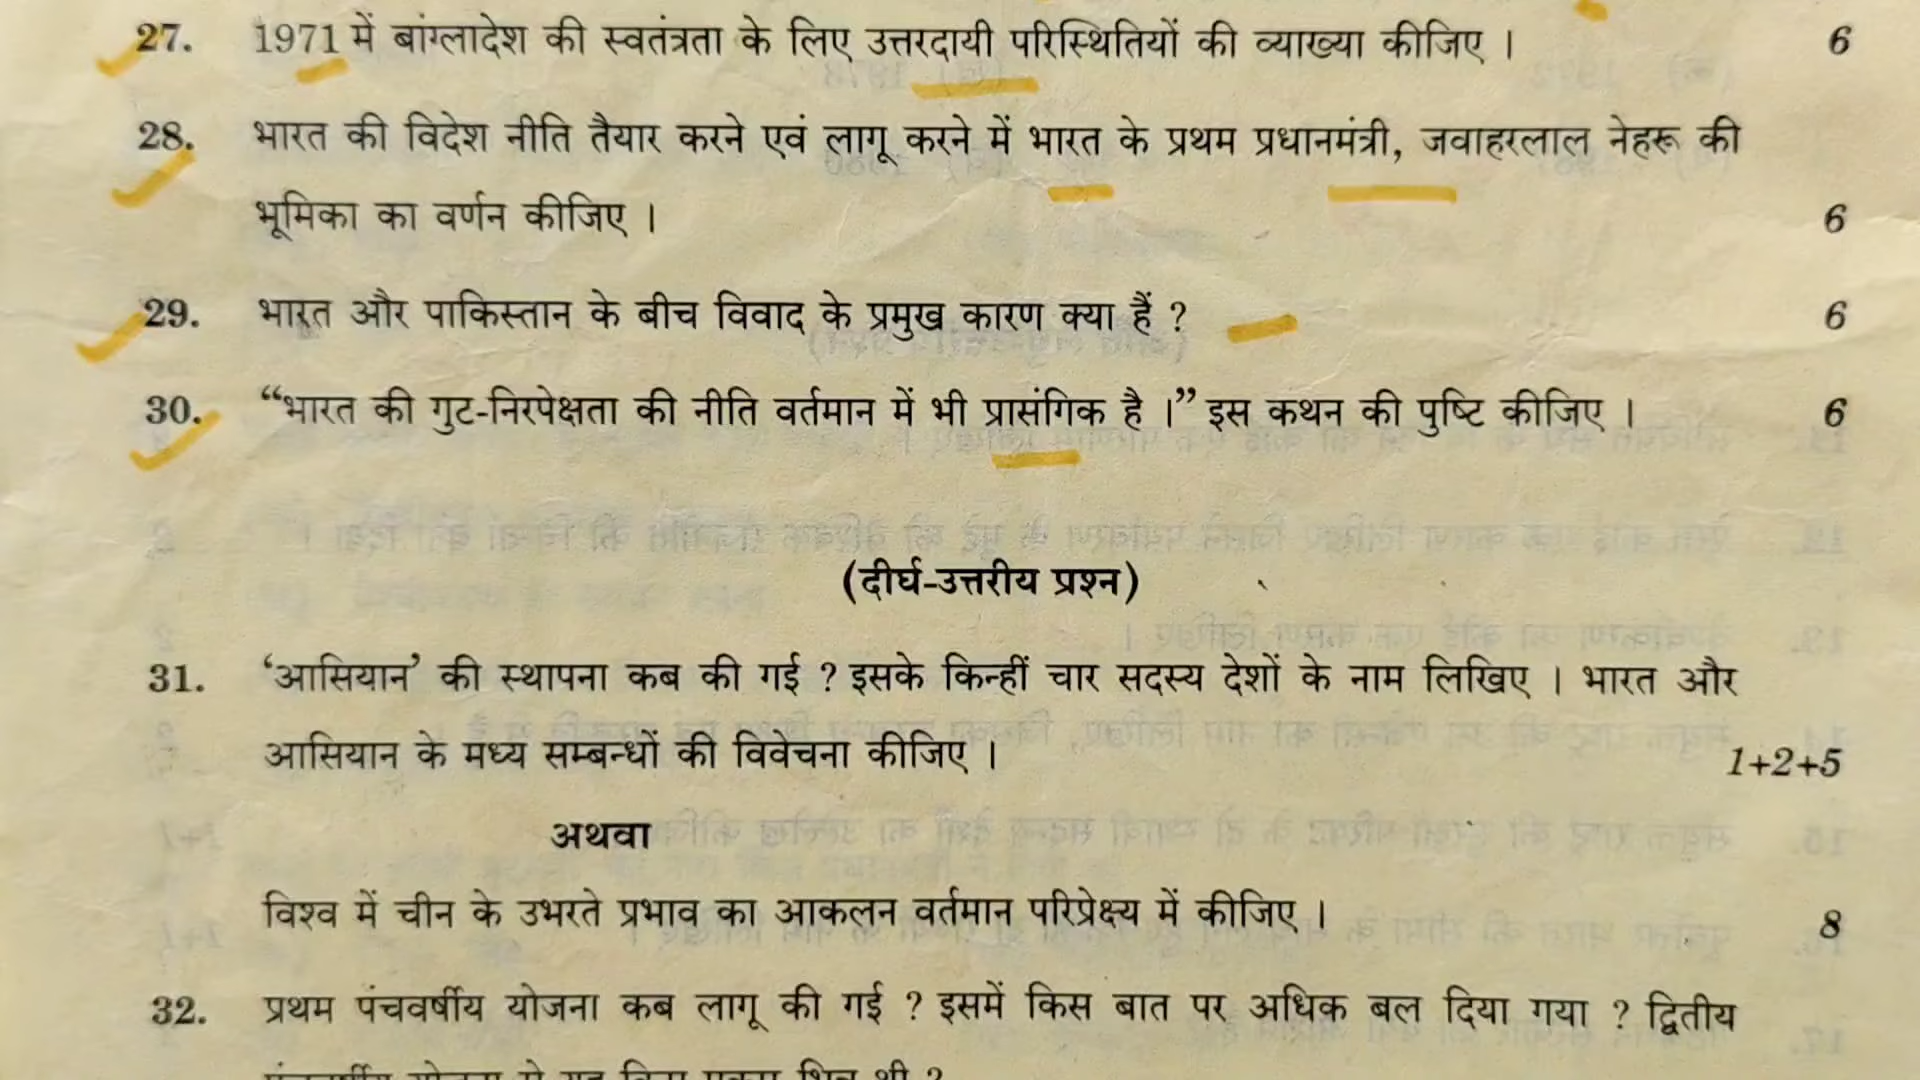 27. 1971 में बांग्लादेश की स्वतंत्रता के लिए उत्तरदायी परिस्थितियों की व्याख्या कीजिए । 6
28. भारत की विदेश नीति तैयार करने एवं लागू करने में भारत के प्रथम प्रधानमंत्री, जवाहरलाल नेहरू की
भूमिका का वर्णन कीजिए । 6
29. भारत और पाकिस्तान के बीच विवाद के प्रमुख कारण क्या हैं ? 6
30. “भारत की गुट-निरपेक्षता की नीति वर्तमान में भी प्रासंगिक है ।” इस कथन की पुष्टि कीजिए । 6
(दीर्घ-उत्तरीय प्रश्न)
31. ‘आसियान’ की स्थापना कब की गई ? इसके किन्हीं चार सदस्य देशों के नाम लिखिए । भारत और
आसियान के मध्य सम्बन्धों की विवेचना कीजिए । 1+2+5
अथवा
विश्व में चीन के उभरते प्रभाव का आकलन वर्तमान परिप्रेक्ष्य में कीजिए । 8
32. प्रथम पंचवर्षीय योजना कब लागू की गई ? इसमें किस बात पर अधिक बल दिया गया ? द्वितीय